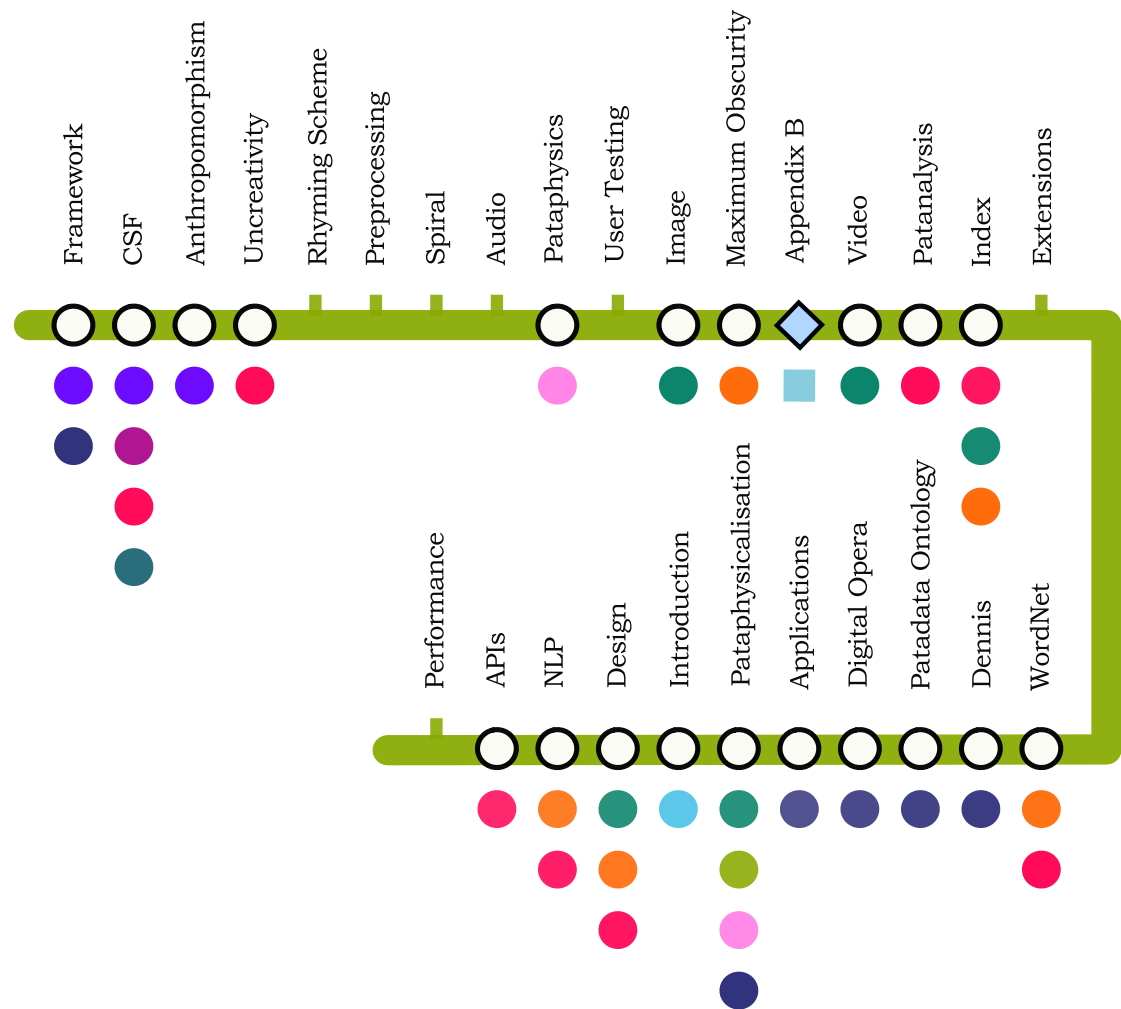 Framework
CSF
Anthropomorphism
Uncreativity
Rhyming Scheme
Preprocessing
Spiral
Audio
Pataphysics
User Testing
Image
Maximum Obscurity
Appendix B
Video
Patanalysis
Index
Extensions
Performance
APIs
NLP
Design
Introduction
Pataphysicalisation
Applications
Digital Opera
Patadata Ontology
Dennis
WordNet